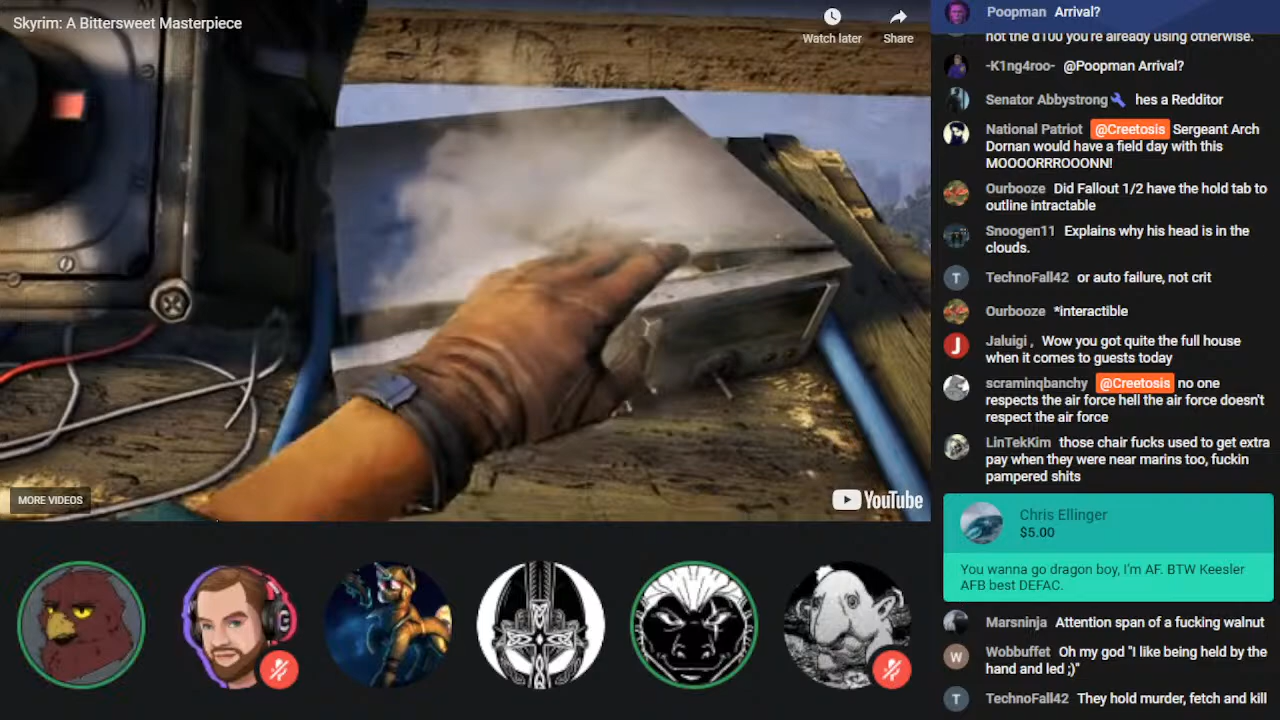 Skyrim: A Bittersweet Masterpiece
Watch later
Share
MORE VIDEOS
YouTube
Poopman Arrival?
not the d100 you're already using otherwise.
-K1ng4roo- @Poopman Arrival?
Senator Abbystrong hes a Redditor
National Patriot @Creetosis Sergeant Arch
Dornan would have a field day with this
MOOOORRROOONN!
Ourbooze Did Fallout 1/2 have the hold tab to
outline intractable
Snoogen11 Explains why his head is in the
clouds.
T TechnoFall42 or auto failure, not crit
Ourbooze *interactible
J Jaluigi , Wow you got quite the full house
when it comes to guests today
scraminqbanchy @Creetosis no one
respects the air force hell the air force doesn't
respect the air force
LinTekKim those chair fucks used to get extra
pay when they were near marins too, fuckin
pampered shits
Chris Ellinger
$5.00
You wanna go dragon boy, I'm AF. BTW Keesler
AFB best DEFAC.
Marsninja Attention span of a fucking walnut
W Wobbuffet Oh my god "I like being held by the
hand and led ;)"
T TechnoFall42 They hold murder, fetch and kill